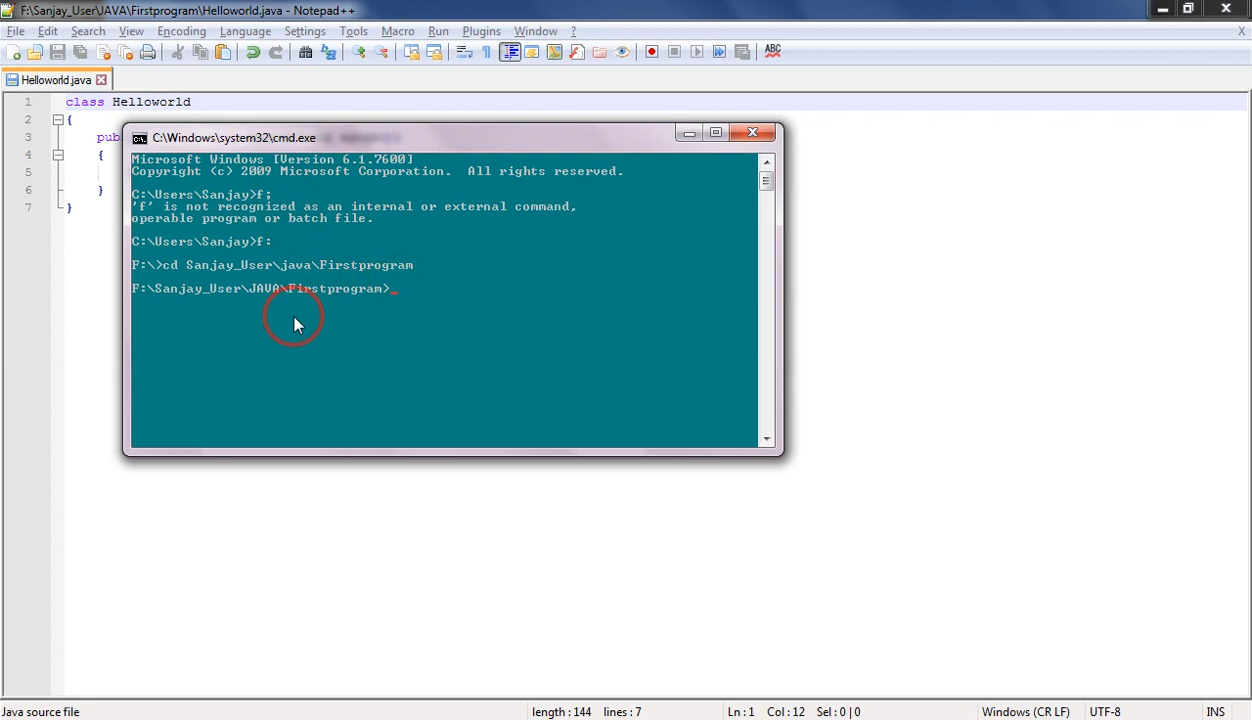 F:\Sanjay_User\JAVA\Firstprogram\Helloworld.java - Notepad++
File Edit Search View Encoding Language Settings Tools Macro Run Plugins Window ? X
ABC
Helloworld.java
1 class Helloworld
2 {
3
4 {
5
6 }
7 }
C:\Windows\system32\cmd.exe
Microsoft Windows [Version 6.1.7600]
Copyright (c) 2009 Microsoft Corporation.  All rights reserved.
C:\Users\Sanjay>f;
'f' is not recognized as an internal or external command,
operable program or batch file.
C:\Users\Sanjay>f:
F:\>cd Sanjay_User\java\Firstprogram
F:\Sanjay_User\JAVA\Firstprogram>_
Java source file length : 144 lines : 7 Ln : 1 Col : 12 Sel : 0 | 0 Windows (CR LF) UTF-8 INS